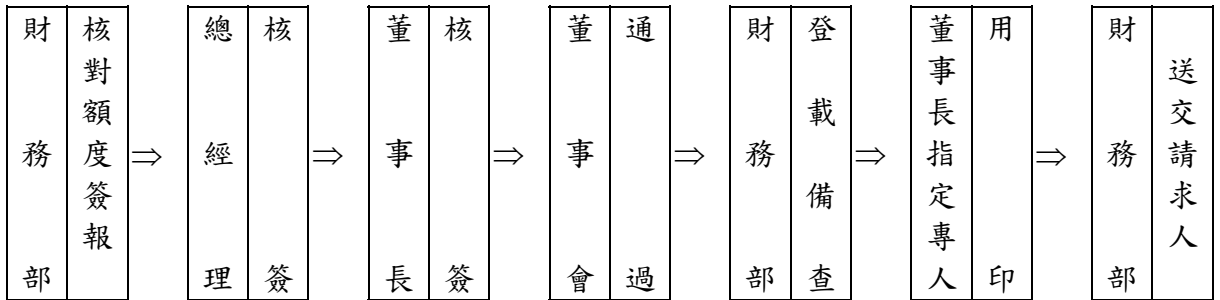 財務部
核對額度簽報
⇒
總經理
核簽
⇒
董事長
核簽
⇒
董事會
通過
⇒
財務部
登載備查
⇒
董事長指定專人
用印
⇒
財務部
送交請求人